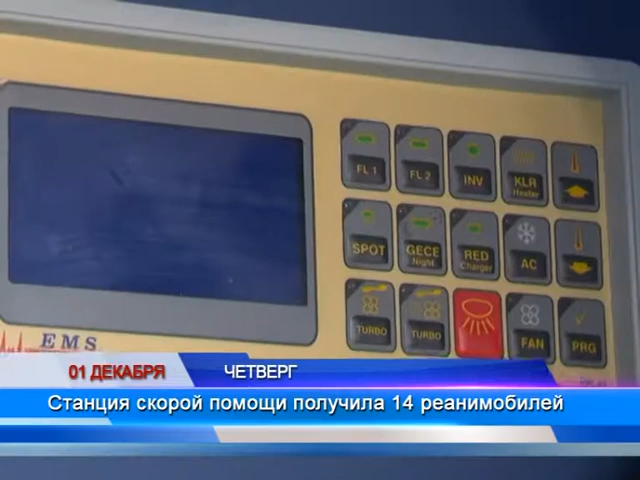 FL 1
FL 2
INV
KLR
Heater
SPOT
GECE
Night
RED
Charger
AC
TURBO
TURBO
FAN
PRG
EMS
01 ДЕКАБРЯ
ЧЕТВЕРГ
Станция скорой помощи получила 14 реанимобилей